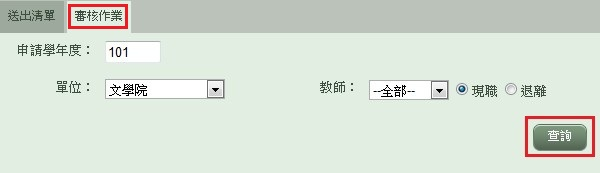 送出清單 審核作業
申請學年度： 101
單位： 文學院 教師： --全部-- 現職 退離
查詢